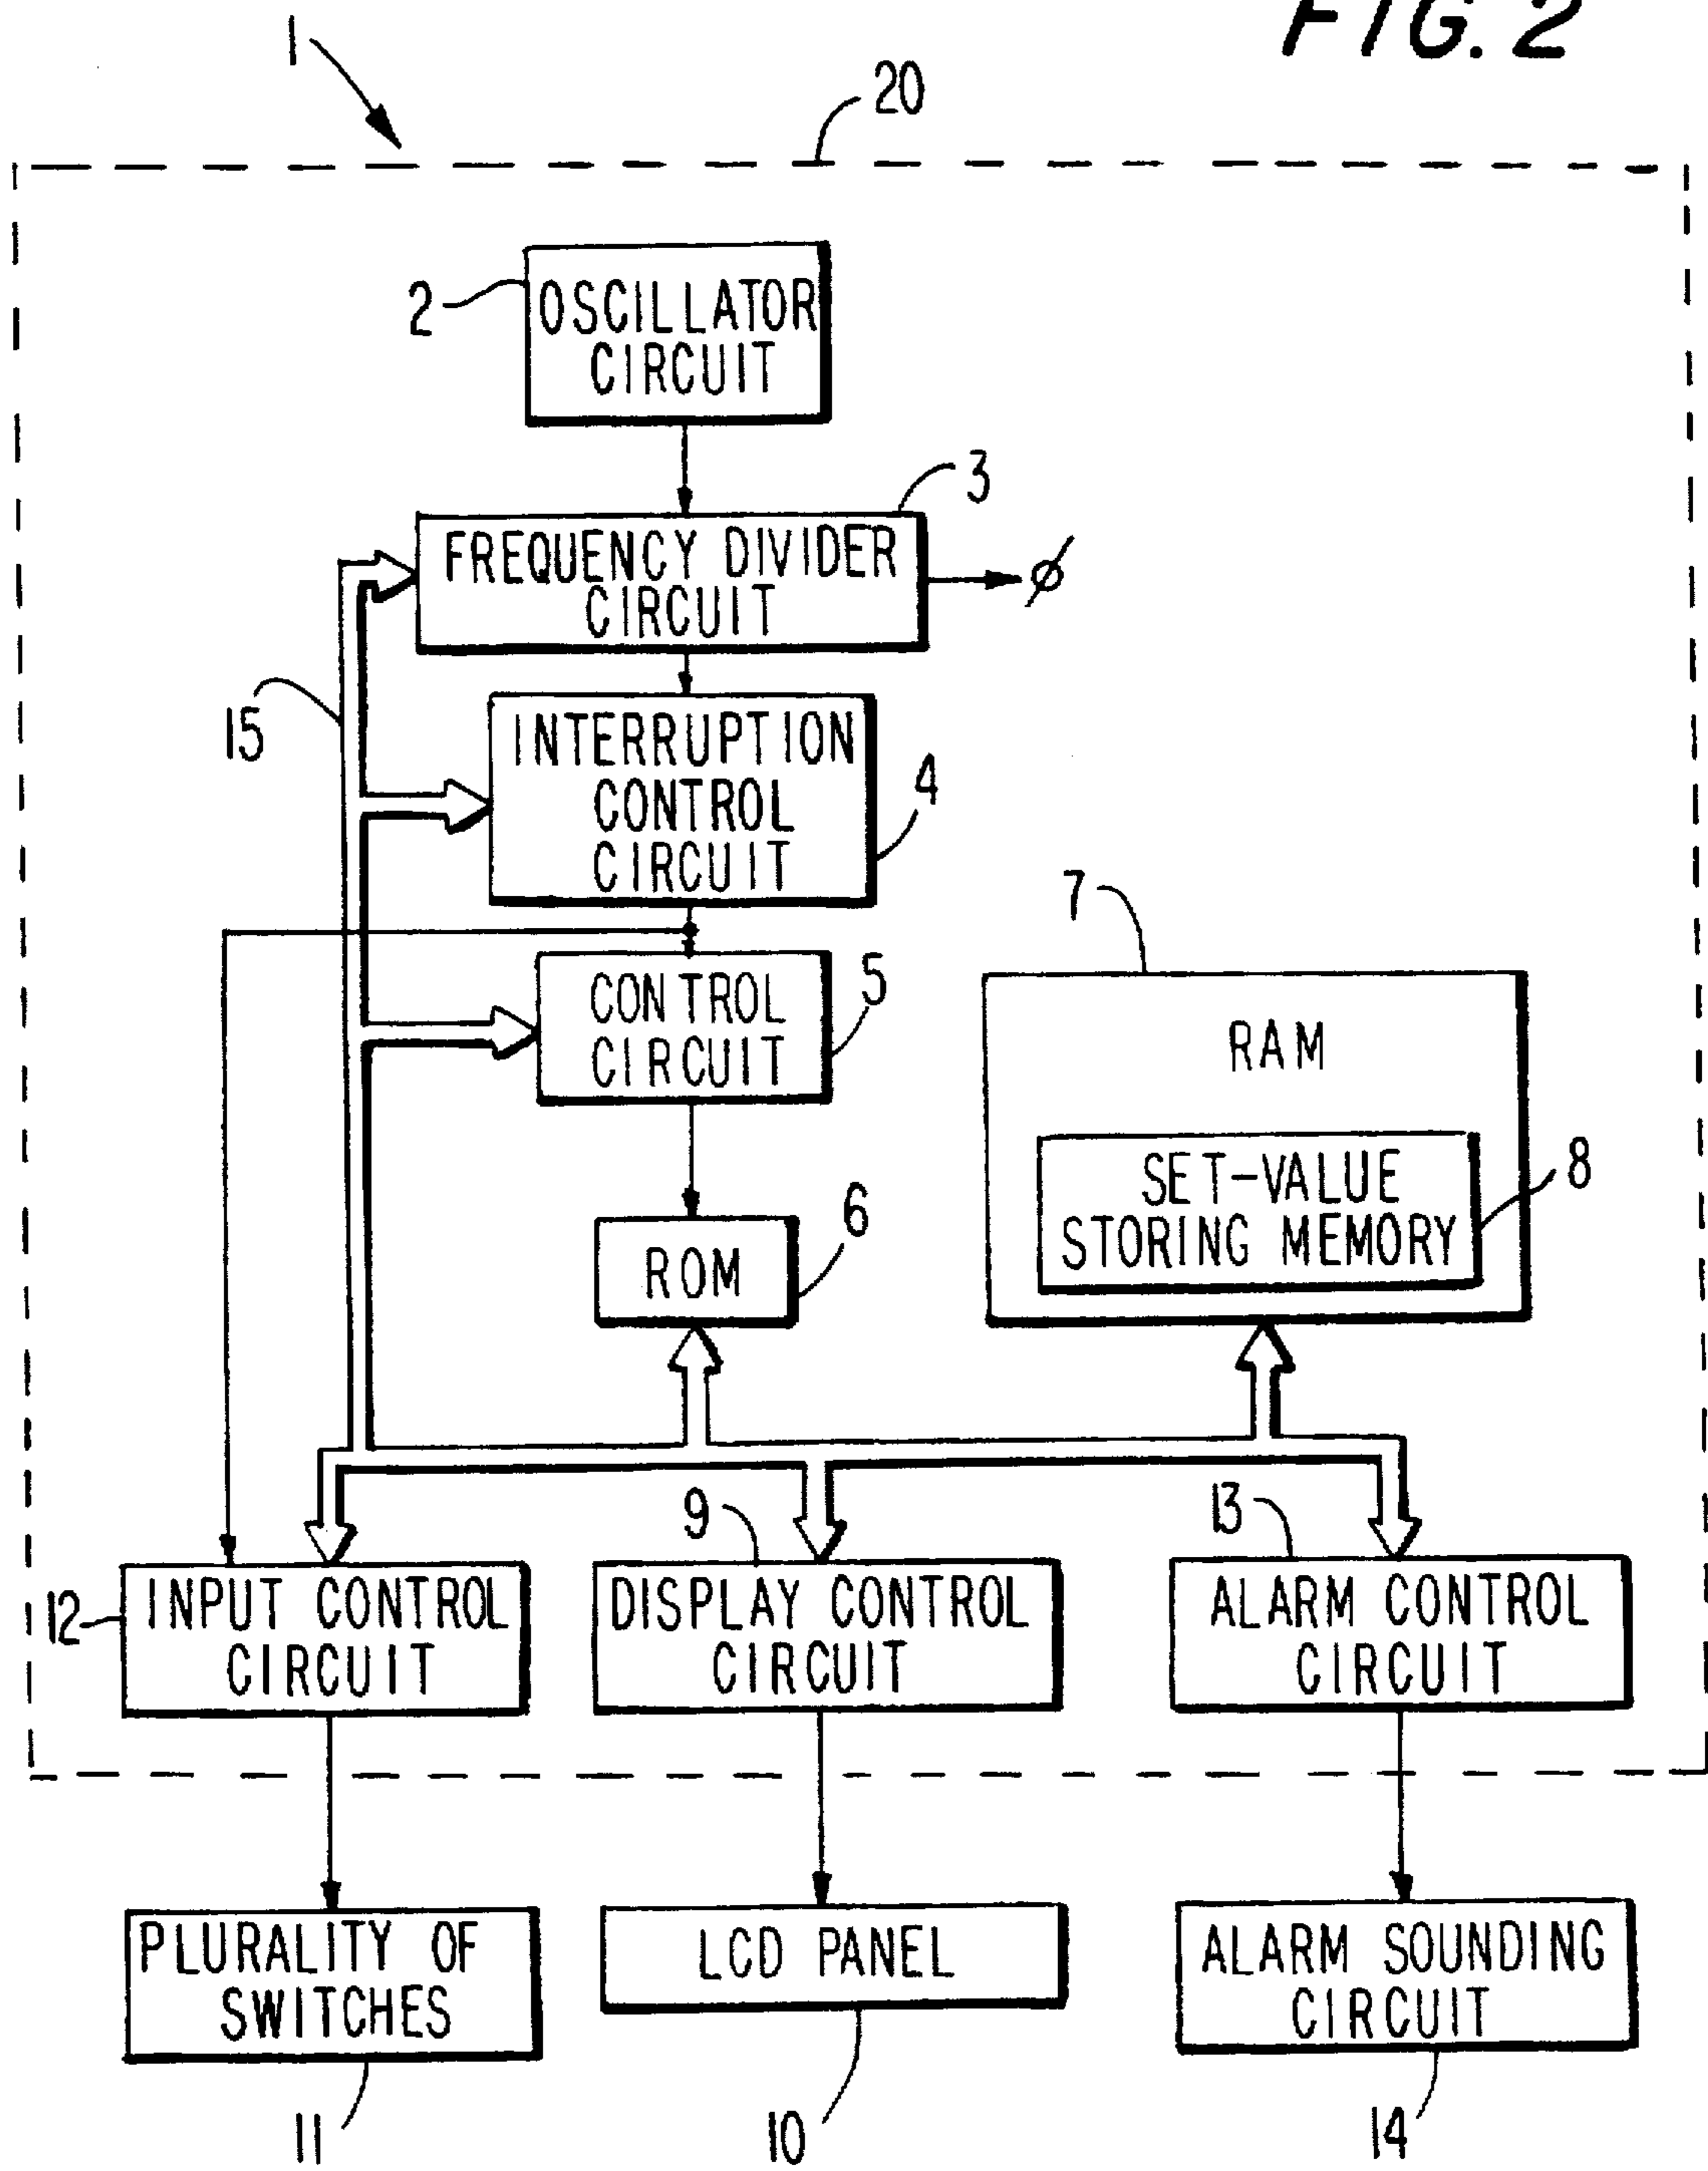 FIG. 2
1
20
2
OSCILLATOR
CIRCUIT
3
FREQUENCY DIVIDER
CIRCUIT
ϕ
15
INTERRUPTION
CONTROL
CIRCUIT
4
7
CONTROL
CIRCUIT
5
RAM
SET-VALUE
STORING MEMORY
8
ROM
6
9
13
12
INPUT CONTROL
CIRCUIT
DISPLAY CONTROL
CIRCUIT
ALARM CONTROL
CIRCUIT
PLURALITY OF
SWITCHES
LCD PANEL
ALARM SOUNDING
CIRCUIT
11
10
14